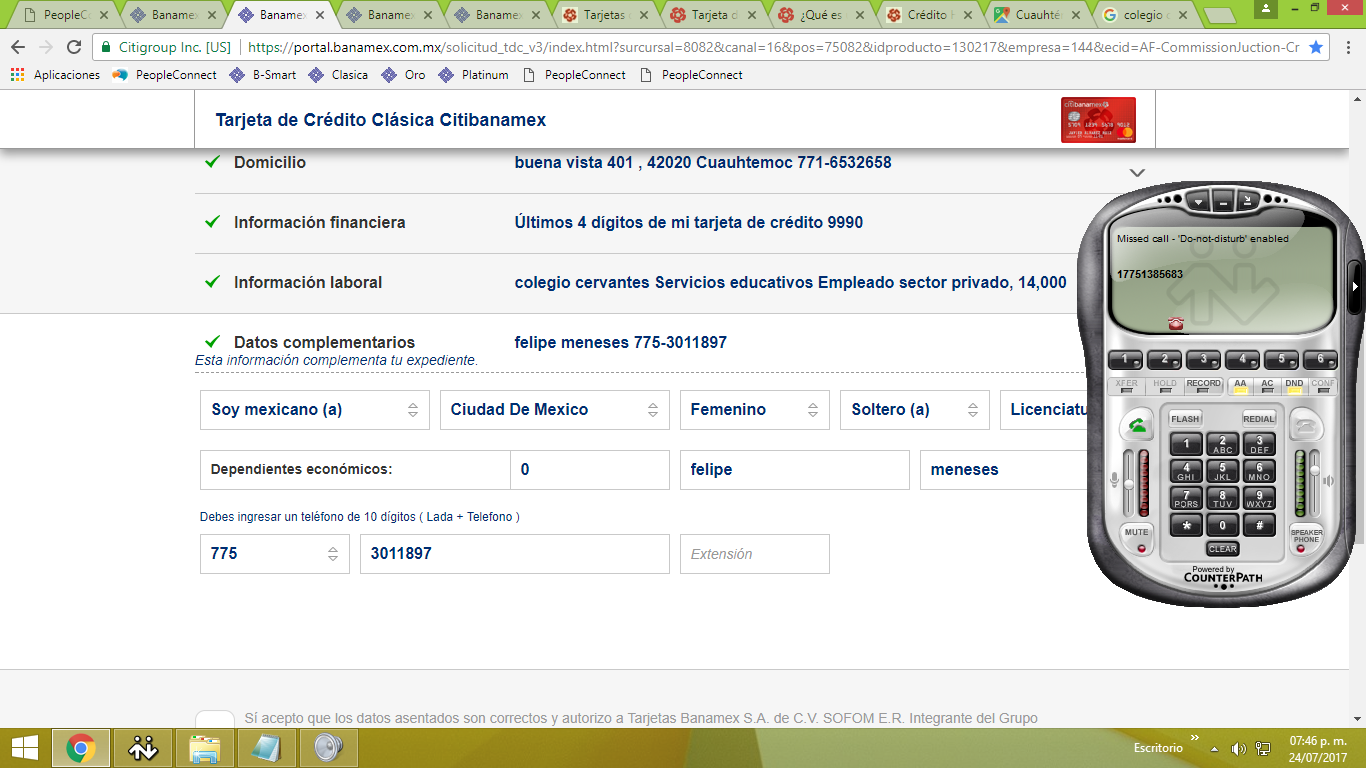 PeopleCo
Banamex
Banamex
Banamex
Banamex
Tarjetas
Tarjeta d
¿Qué es
Crédito H
Cuauhté
colegio c
Citigroup Inc. [US]
https://portal.banamex.com.mx/solicitud_tdc_v3/index.html?sursursal=8082&canal=16&pos=75082&idproducto=130217&empresa=144&ecid=AF-CommissionJuction-Cr
Aplicaciones
PeopleConnect
B-Smart
Clasica
Oro
Platinum
PeopleConnect
PeopleConnect
Tarjeta de Crédito Clásica Citibanamex
Domicilio
buena vista 401 , 42020 Cuauhtemoc 771-6532658
Información financiera
Últimos 4 dígitos de mi tarjeta de crédito 9990
Información laboral
colegio cervantes Servicios educativos Empleado sector privado, 14,000
Datos complementarios
felipe meneses 775-3011897
Esta información complementa tu expediente.
Soy mexicano (a)
Ciudad De Mexico
Femenino
Soltero (a)
Licenciatu
Dependientes económicos:
0
felipe
meneses
Debes ingresar un teléfono de 10 dígitos ( Lada + Telefono )
775
3011897
Extensión
Sí acepto que los datos asentados son correctos y autorizo a Tarjetas Banamex S.A. de C.V. SOFOM E.R. Integrante del Grupo
Missed call - 'Do-not-disturb' enabled
17751385683
1 2 3 4 5 6
XFER HOLD RECORD AA AC DND CONF
FLASH REDIAL
1 2 ABC 3 DEF
4 GHI 5 JKL 6 MNO
7 PQRS 8 TUV 9 WXYZ
* 0 #
MUTE
CLEAR
SPEAKER PHONE
Powered by
COUNTERPATH
Escritorio
07:46 p. m.
24/07/2017